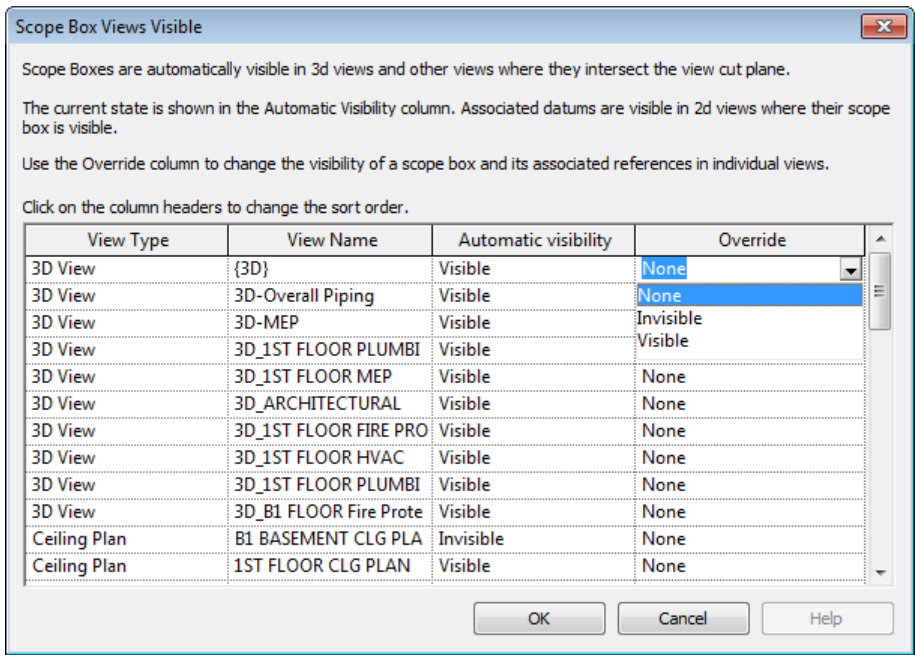 Scope Box Views Visible
Scope Boxes are automatically visible in 3d views and other views where they intersect the view cut plane.
The current state is shown in the Automatic Visibility column. Associated datums are visible in 2d views where their scope
box is visible.
Use the Override column to change the visibility of a scope box and its associated references in individual views.
Click on the column headers to change the sort order.
View Type View Name Automatic visibility Override
3D View {3D} Visible None
3D View 3D-Overall Piping Visible None
3D View 3D-MEP Visible Invisible
3D View 3D_1ST FLOOR PLUMBI Visible Visible
3D View 3D_1ST FLOOR MEP Visible None
3D View 3D_ARCHITECTURAL Visible None
3D View 3D_1ST FLOOR FIRE PRO Visible None
3D View 3D_1ST FLOOR HVAC Visible None
3D View 3D_1ST FLOOR PLUMBI Visible None
3D View 3D_B1 FLOOR Fire Prote Visible None
Ceiling Plan B1 BASEMENT CLG PLA Invisible None
Ceiling Plan 1ST FLOOR CLG PLAN Visible None
OK Cancel Help